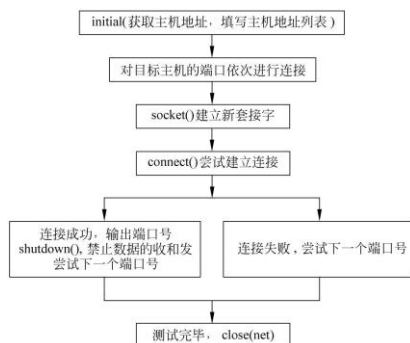 initial(获取主机地址，填写主机地址列表)
对目标主机的端口依次进行连接
socket()建立新套接字
connect()尝试建立连接
连接成功，输出端口号
shutdown(), 禁止数据的收和发
尝试下一个端口号
连接失败，尝试下一个端口号
测试完毕，close(net)